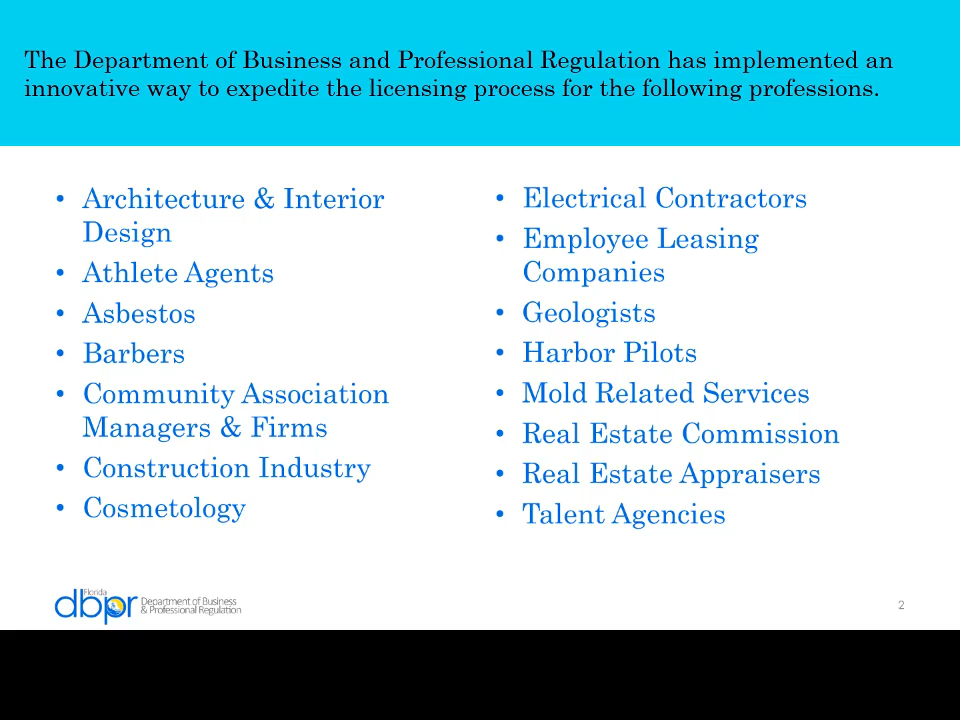 The Department of Business and Professional Regulation has implemented an
innovative way to expedite the licensing process for the following professions.
• Architecture & Interior
Design
• Athlete Agents
• Asbestos
• Barbers
• Community Association
Managers & Firms
• Construction Industry
• Cosmetology
• Electrical Contractors
• Employee Leasing
Companies
• Geologists
• Harbor Pilots
• Mold Related Services
• Real Estate Commission
• Real Estate Appraisers
• Talent Agencies
Florida
dbpr
Department of Business
& Professional Regulation
2